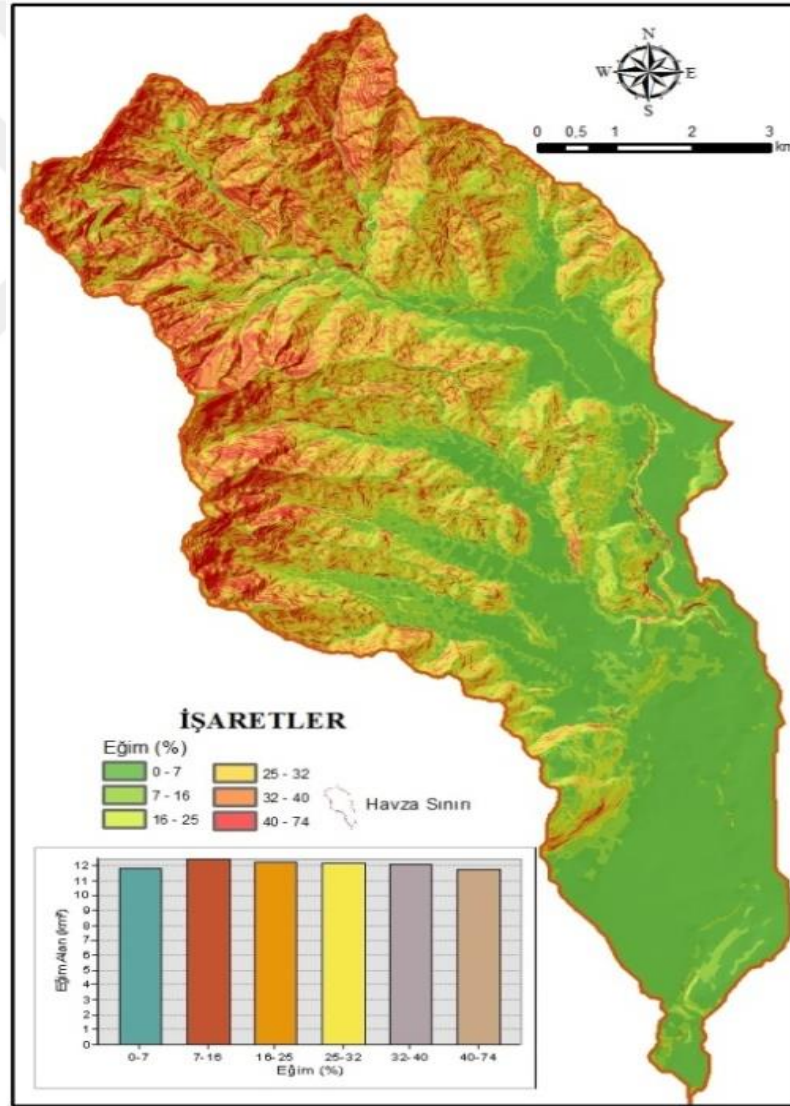 N
W E
S
0 0,5 1 2 3
km
İŞARETLER
Eğim (%)
0 - 7 25 - 32
7 - 16 32 - 40
16 - 25 40 - 74
Havza Sınırı
Eğim Alan (km²)
12
11
10
9
8
7
6
5
4
3
2
1
0
0-7 7-16 16-25 25-32 32-40 40-74
Eğim (%)